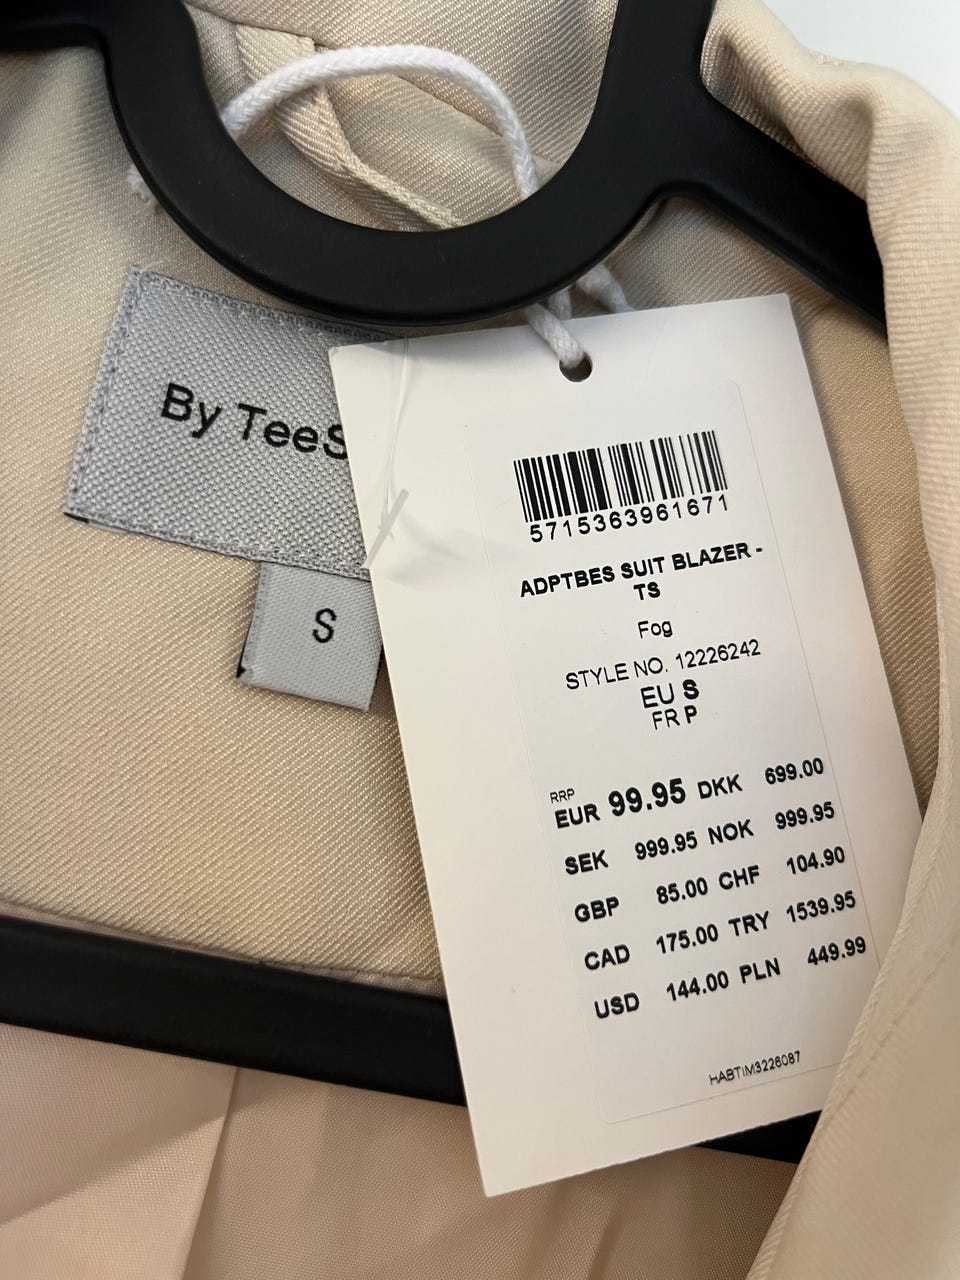 By TeeS
S
5715363961671
ADPTBES SUIT BLAZER -
TS
Fog
STYLE NO. 12226242
EU S
FR P
RRP
EUR 99.95 DKK 699.00
SEK 999.95 NOK 999.95
GBP 85.00 CHF 104.90
CAD 175.00 TRY 1539.95
USD 144.00 PLN 449.99
HABTIM3226087